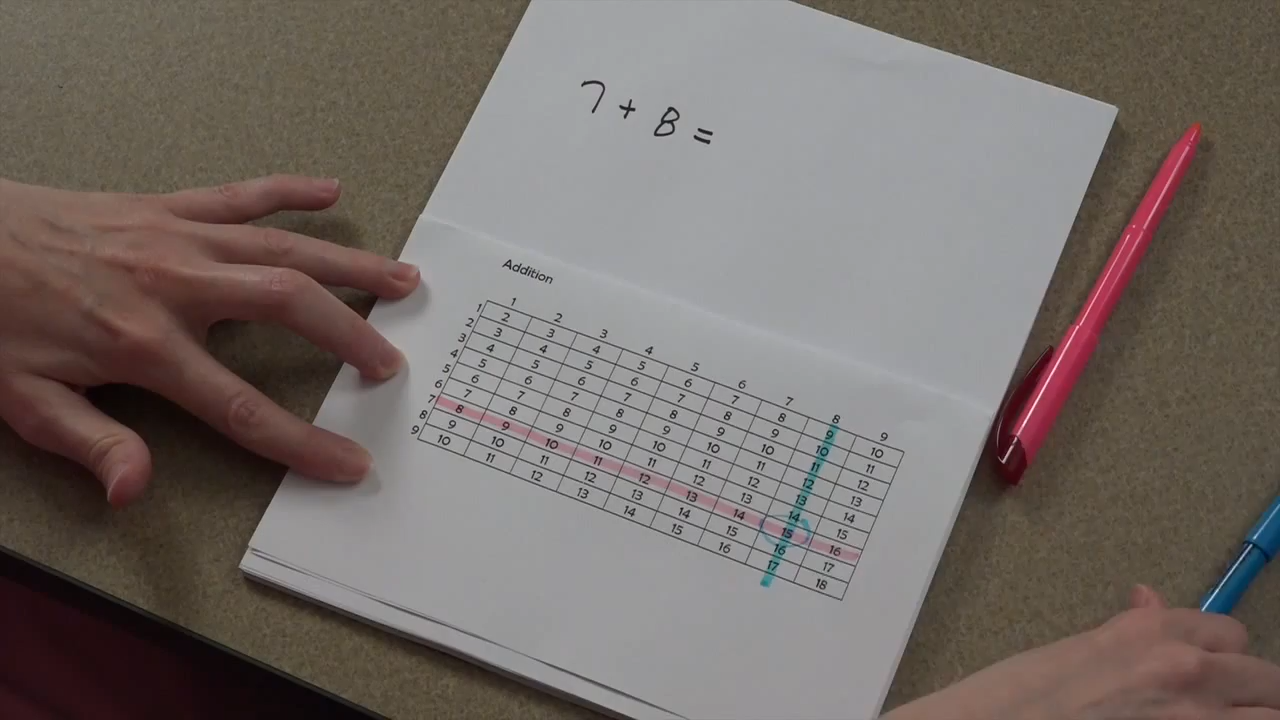 7 + 8 =
Addition
1 2 3 4 5 6 7 8 9
1 2 3 4 5 6 7 8 9 10
2 3 4 5 6 7 8 9 10 11
3 4 5 6 7 8 9 10 11 12
4 5 6 7 8 9 10 11 12 13
5 6 7 8 9 10 11 12 13 14
6 7 8 9 10 11 12 13 14 15
7 8 9 10 11 12 13 14 15 16
8 9 10 11 12 13 14 15 16 17
9 10 11 12 13 14 15 16 17 18